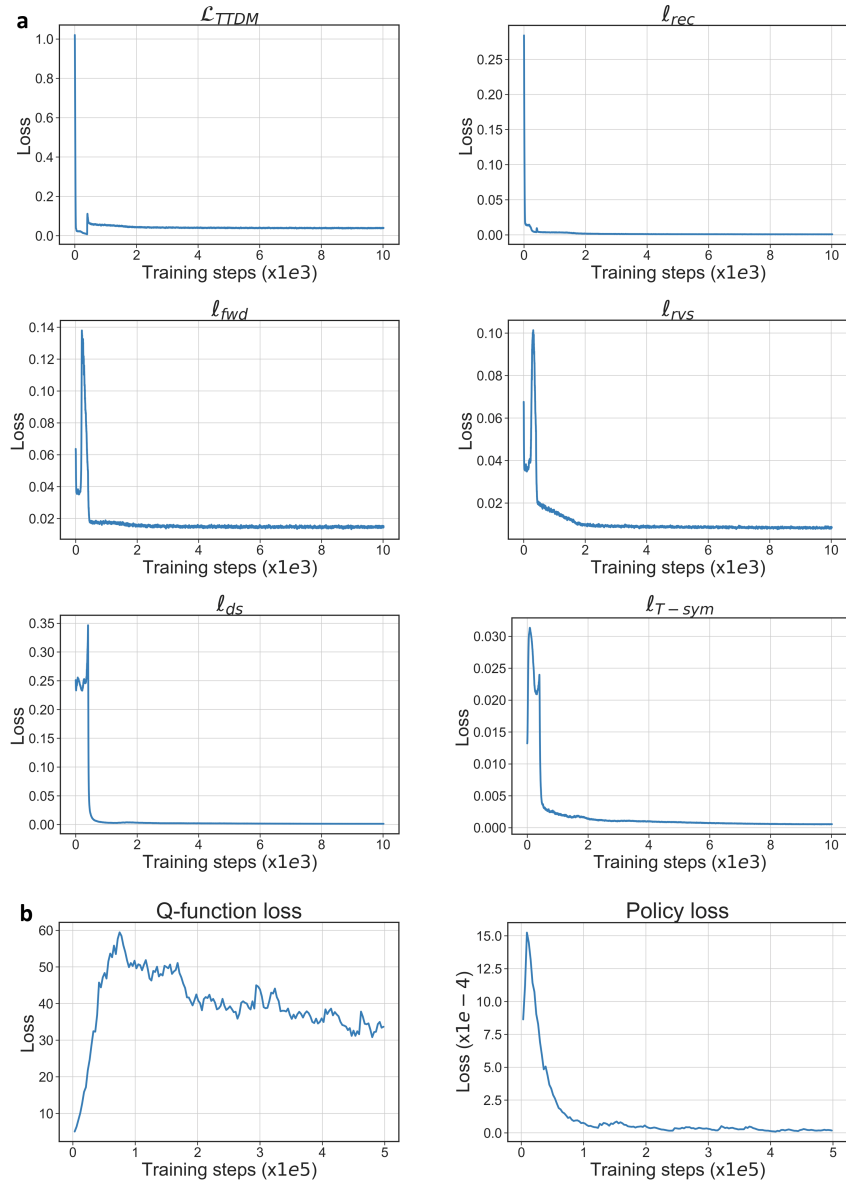 a
ℒTTDM
Loss
1.0
0.8
0.6
0.4
0.2
0.0
0 2 4 6 8 10
Training steps (x1e3)
ℓrec
Loss
0.25
0.20
0.15
0.10
0.05
0.00
0 2 4 6 8 10
Training steps (x1e3)
ℓfwd
Loss
0.14
0.12
0.10
0.08
0.06
0.04
0.02
0 2 4 6 8 10
Training steps (x1e3)
ℓrvs
Loss
0.10
0.08
0.06
0.04
0.02
0 2 4 6 8 10
Training steps (x1e3)
ℓds
Loss
0.35
0.30
0.25
0.20
0.15
0.10
0.05
0.00
0 2 4 6 8 10
Training steps (x1e3)
ℓT−sym
Loss
0.030
0.025
0.020
0.015
0.010
0.005
0.000
0 2 4 6 8 10
Training steps (x1e3)
b
Q-function loss
Loss
60
50
40
30
20
10
0 1 2 3 4 5
Training steps (x1e5)
Policy loss
Loss (x1e−4)
15.0
12.5
10.0
7.5
5.0
2.5
0.0
0 1 2 3 4 5
Training steps (x1e5)